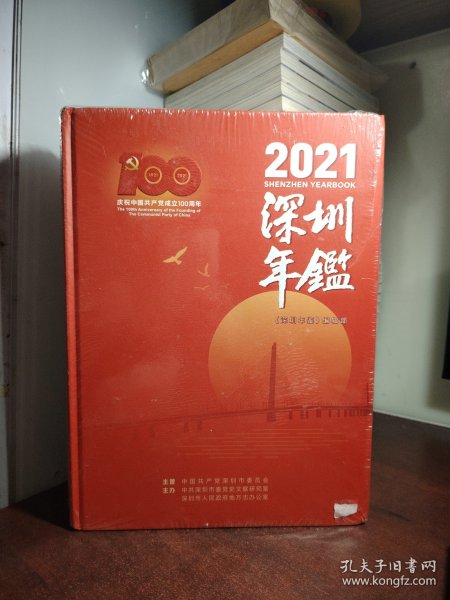 100
1921 2021
庆祝中国共产党成立100周年
The 100th Anniversary of the Founding of
The Communist Party of China
2021
SHENZHEN YEARBOOK
深圳
年鑑
《深圳年鉴》编辑部
主管 中国共产党深圳市委员会
主办 中共深圳市委党史文献研究室
深圳市人民政府地方志办公室
孔夫子旧书网
www.kongfz.com